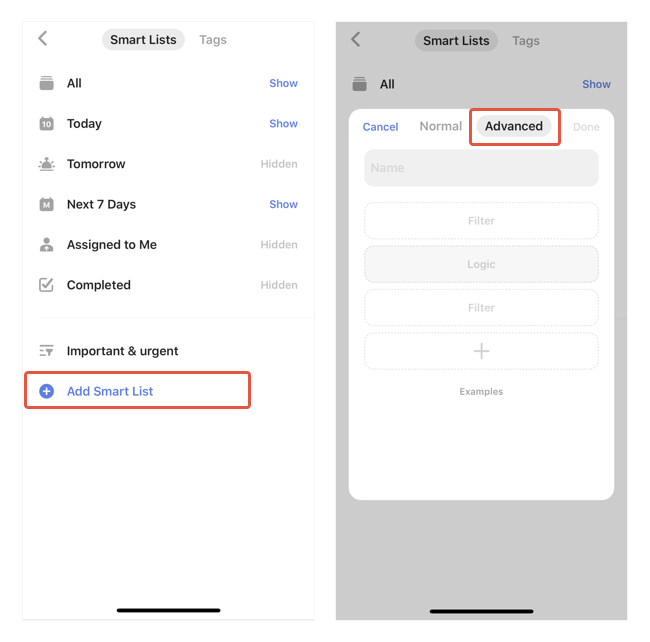 Smart Lists Tags
All Show
10 Today Show
Tomorrow Hidden
M Next 7 Days Show
Assigned to Me Hidden
Completed Hidden
Important & urgent
Add Smart List
Smart Lists Tags
All Show
Cancel Normal Advanced Done
Name
Filter
Logic
Filter
Examples